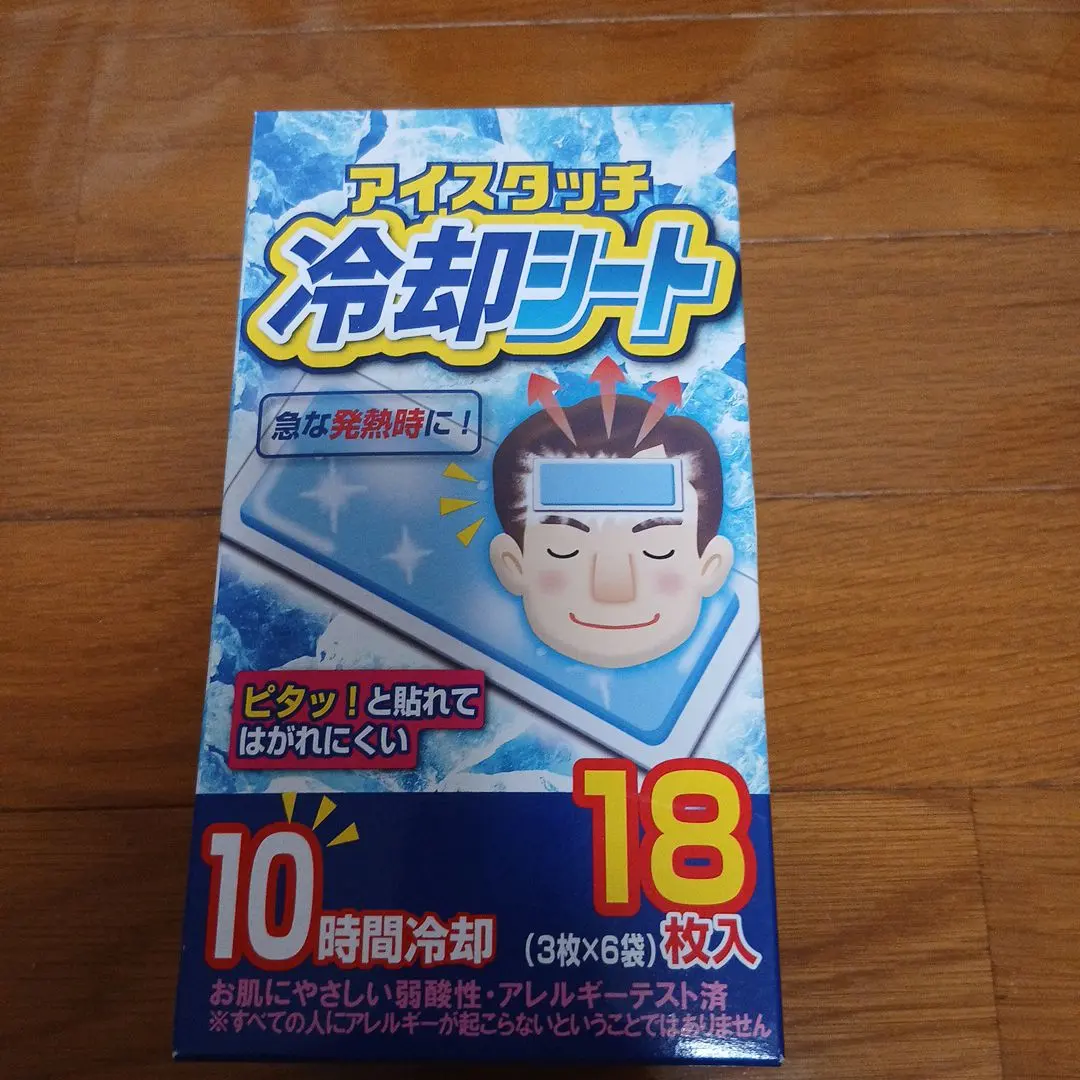 アイスタッチ
冷却シート
急な発熱時に！
ピタッ！と貼れて
はがれにくい
10時間冷却
18枚入
(3枚×6袋)
お肌にやさしい弱酸性・アレルギーテスト済
※すべての人にアレルギーが起こらないということではありません